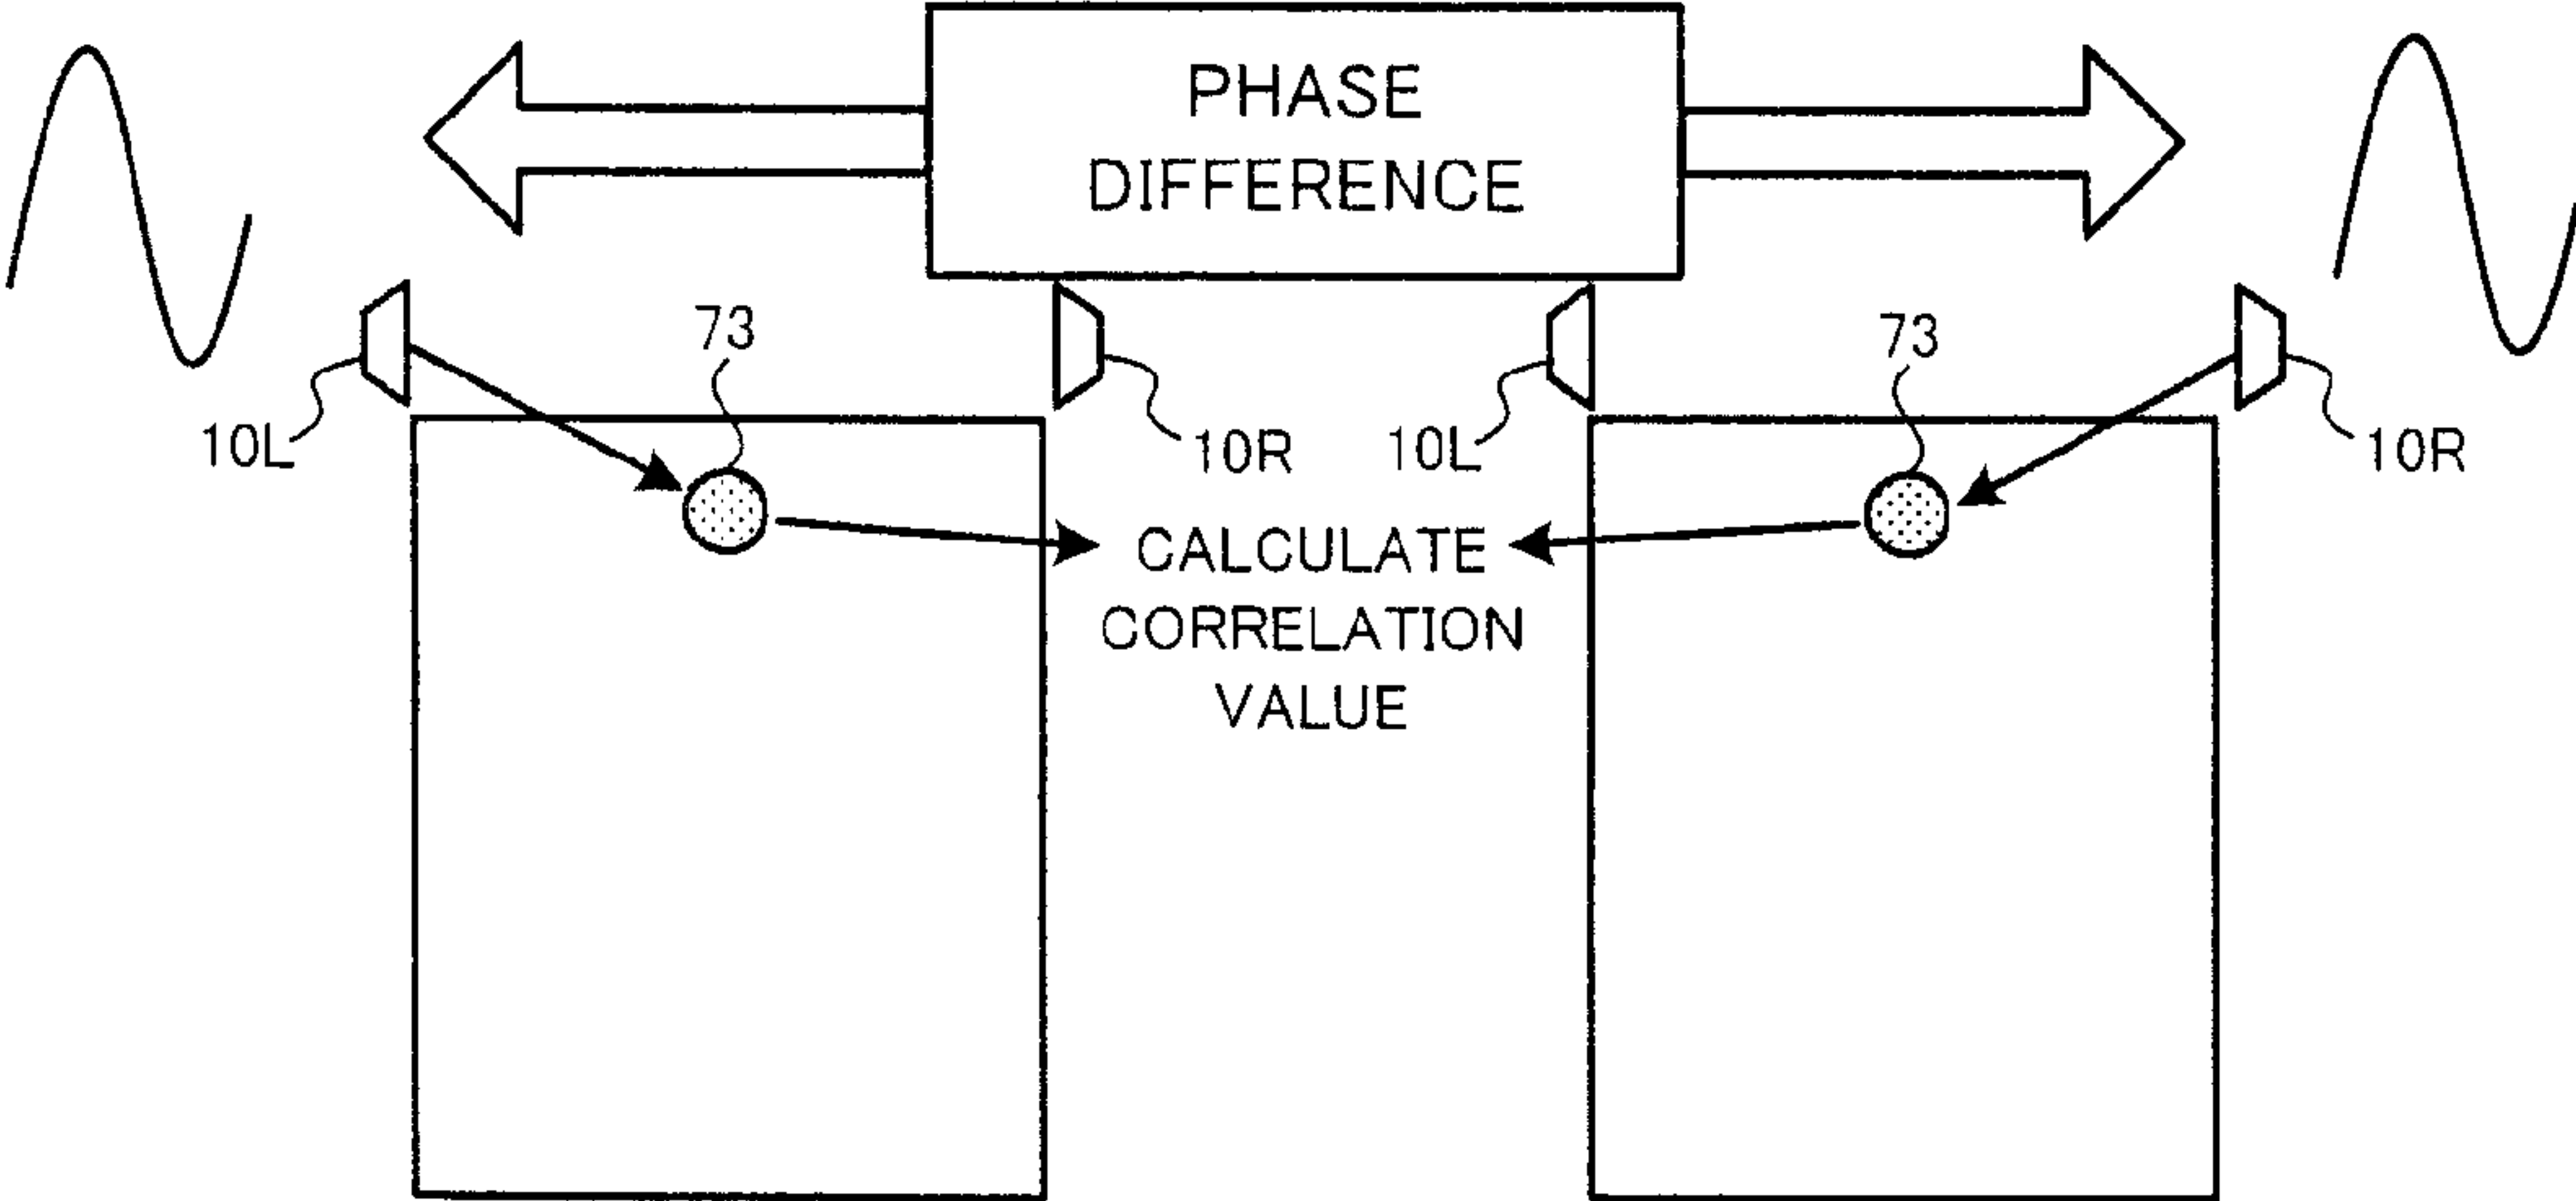 PHASE
DIFFERENCE
73
73
10L
10R
10L
10R
CALCULATE
CORRELATION
VALUE